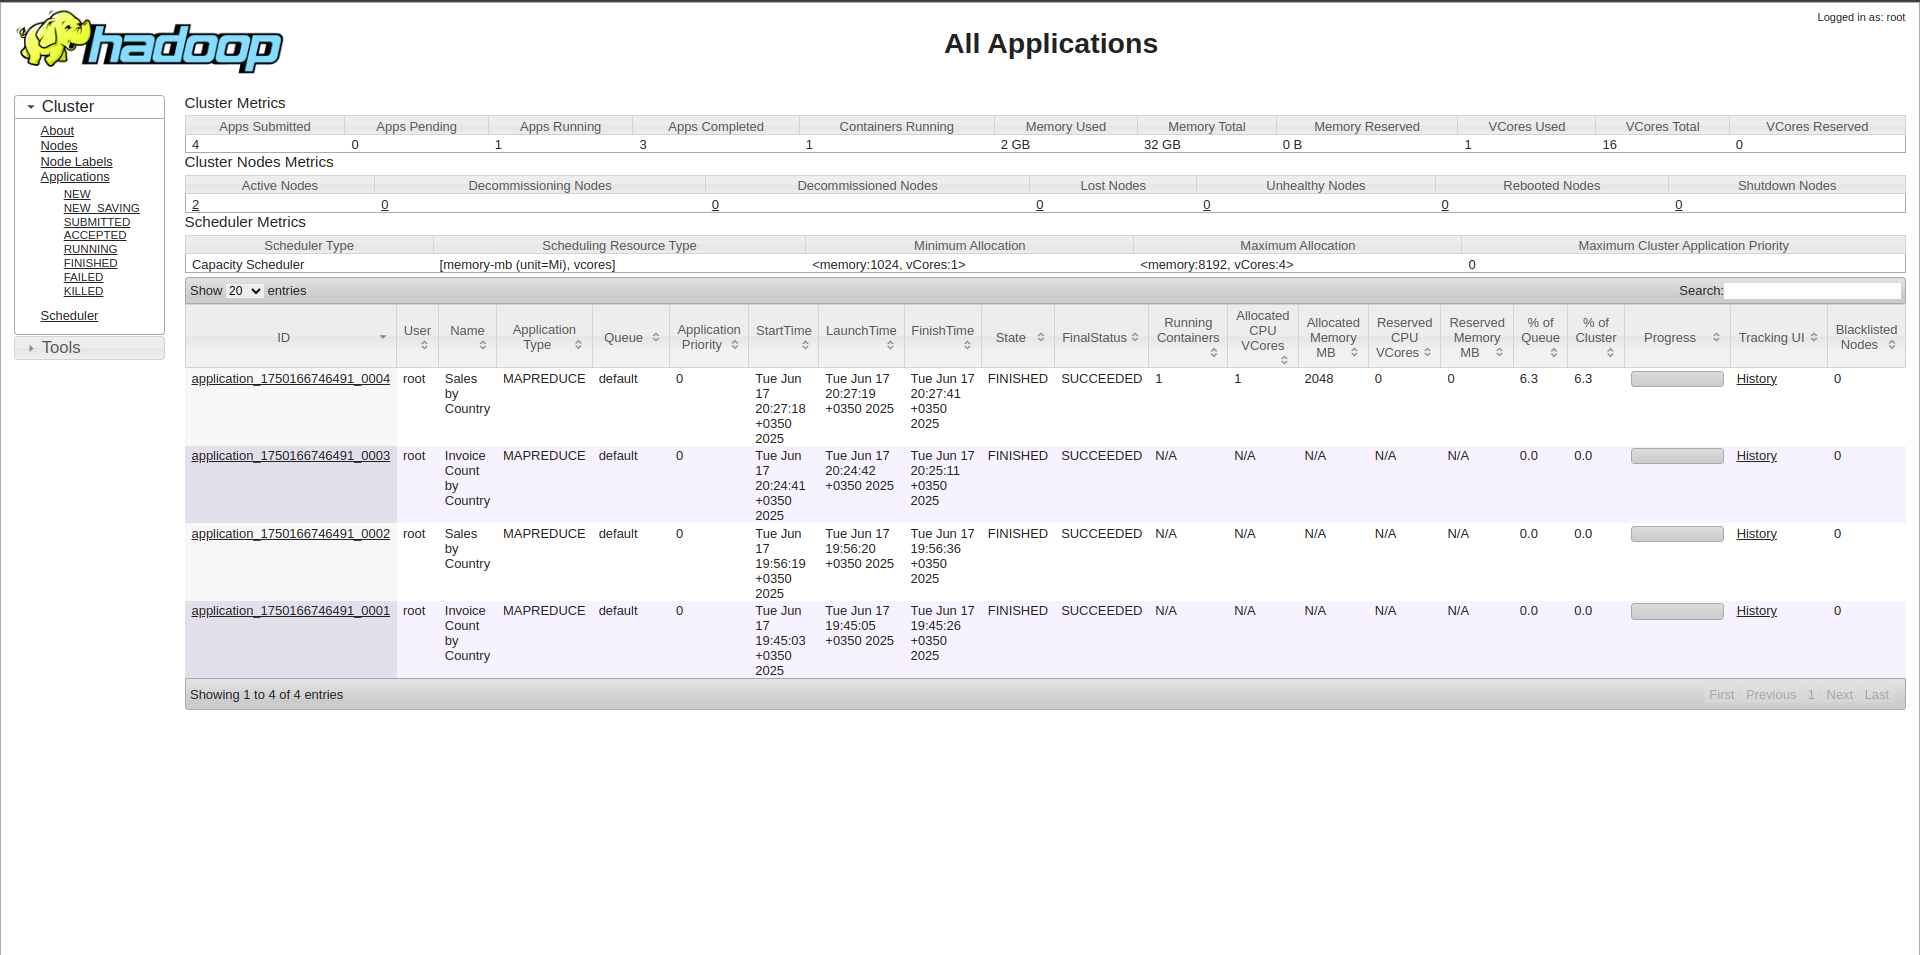 Logged in as: root
hadoop
All Applications
Cluster
About
Nodes
Node Labels
Applications
NEW
NEW_SAVING
SUBMITTED
ACCEPTED
RUNNING
FINISHED
FAILED
KILLED
Scheduler
Tools
Cluster Metrics
Apps Submitted Apps Pending Apps Running Apps Completed Containers Running Memory Used Memory Total Memory Reserved VCores Used VCores Total VCores Reserved
4 0 1 3 1 2 GB 32 GB 0 B 1 16 0
Cluster Nodes Metrics
Active Nodes Decommissioning Nodes Decommissioned Nodes Lost Nodes Unhealthy Nodes Rebooted Nodes Shutdown Nodes
2 0 0 0 0 0 0
Scheduler Metrics
Scheduler Type Scheduling Resource Type Minimum Allocation Maximum Allocation Maximum Cluster Application Priority
Capacity Scheduler [memory-mb (unit=Mi), vcores] <memory:1024, vCores:1> <memory:8192, vCores:4> 0
Show 20 entries Search:
ID User Name Application Type Queue Application Priority StartTime LaunchTime FinishTime State FinalStatus Running Containers Allocated CPU VCores Allocated Memory MB Reserved CPU VCores Reserved Memory MB % of Queue % of Cluster Progress Tracking UI Blacklisted Nodes
application_1750166746491_0004 root Sales by Country MAPREDUCE default 0 Tue Jun 17 20:27:18 +0350 2025 Tue Jun 17 20:27:19 +0350 2025 Tue Jun 17 20:27:41 +0350 2025 FINISHED SUCCEEDED 1 1 2048 0 0 6.3 6.3 History 0
application_1750166746491_0003 root Invoice Count by Country MAPREDUCE default 0 Tue Jun 17 20:24:41 +0350 2025 Tue Jun 17 20:24:42 +0350 2025 Tue Jun 17 20:25:11 +0350 2025 FINISHED SUCCEEDED N/A N/A N/A N/A N/A 0.0 0.0 History 0
application_1750166746491_0002 root Sales by Country MAPREDUCE default 0 Tue Jun 17 19:56:19 +0350 2025 Tue Jun 17 19:56:20 +0350 2025 Tue Jun 17 19:56:36 +0350 2025 FINISHED SUCCEEDED N/A N/A N/A N/A N/A 0.0 0.0 History 0
application_1750166746491_0001 root Invoice Count by Country MAPREDUCE default 0 Tue Jun 17 19:45:03 +0350 2025 Tue Jun 17 19:45:05 +0350 2025 Tue Jun 17 19:45:26 +0350 2025 FINISHED SUCCEEDED N/A N/A N/A N/A N/A 0.0 0.0 History 0
Showing 1 to 4 of 4 entries First Previous 1 Next Last